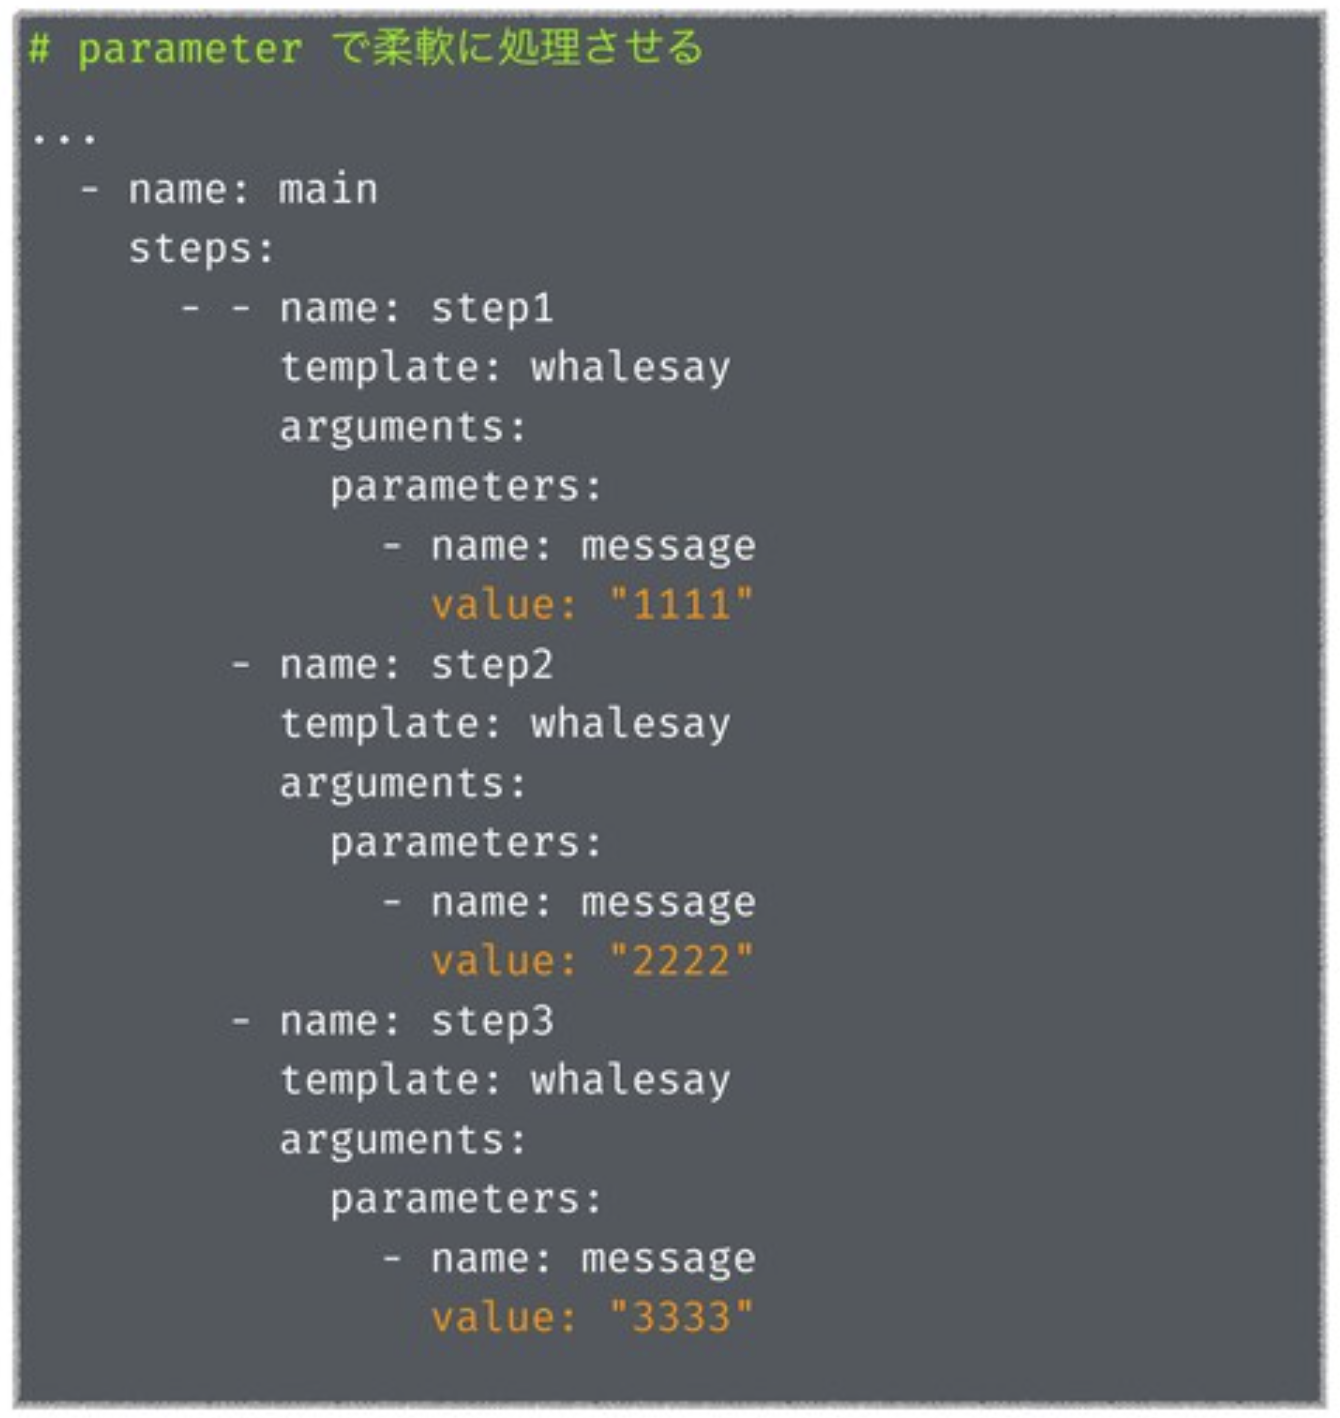 # parameter で柔軟に処理させる
...
  - name: main
    steps:
      - - name: step1
          template: whalesay
          arguments:
            parameters:
              - name: message
                value: "1111"
        - name: step2
          template: whalesay
          arguments:
            parameters:
              - name: message
                value: "2222"
        - name: step3
          template: whalesay
          arguments:
            parameters:
              - name: message
                value: "3333"